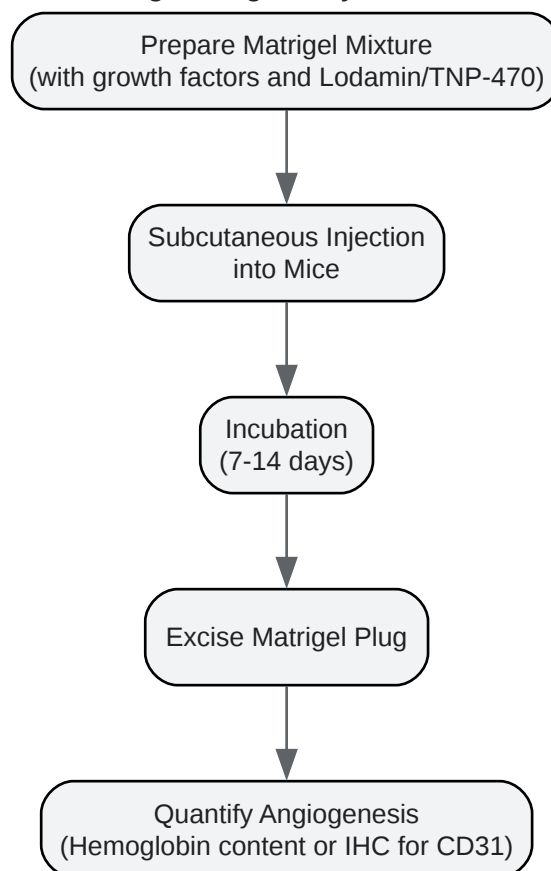 Prepare Matrigel Mixture
(with growth factors and Lodamin/TNP-470)
Subcutaneous Injection
into Mice
Incubation
(7-14 days)
Excise Matrigel Plug
Quantify Angiogenesis
(Hemoglobin content or IHC for CD31)